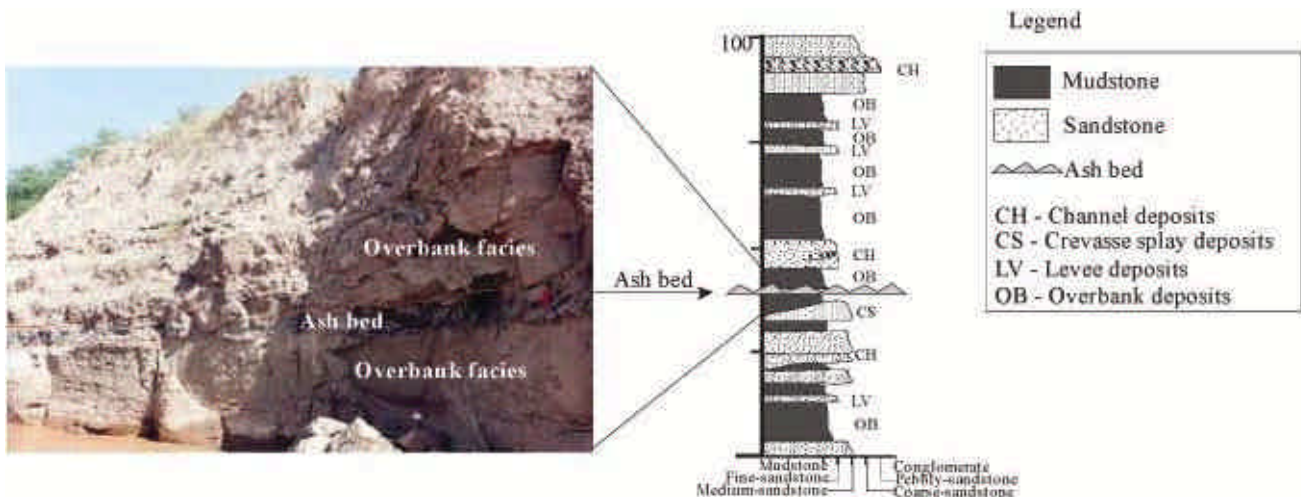 Overbank facies
Ash bed
Overbank facies
Ash bed
100
CH
OB
LV
OB
LV
OB
LV
OB
CH
OB
CS
CH
LV
OB
Mudstone
Fine-sandstone
Medium-sandstone
Conglomerate
Pebbly-sandstone
Coarse-sandstone
Legend
Mudstone
Sandstone
Ash bed
CH - Channel deposits
CS - Crevasse splay deposits
LV - Levee deposits
OB - Overbank deposits